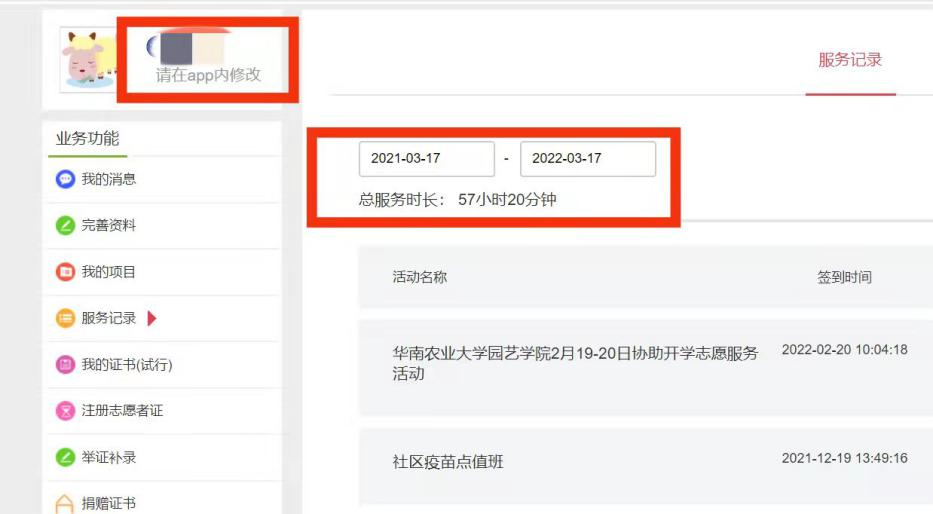 请在app内修改
业务功能
我的消息
完善资料
我的项目
服务记录
我的证书(试行)
注册志愿者证
举证补录
捐赠证书
服务记录
2021-03-17 - 2022-03-17
总服务时长： 57小时20分钟
活动名称 签到时间
华南农业大学园艺学院2月19-20日协助开学志愿服务 2022-02-20 10:04:18
活动
社区疫苗点值班 2021-12-19 13:49:16